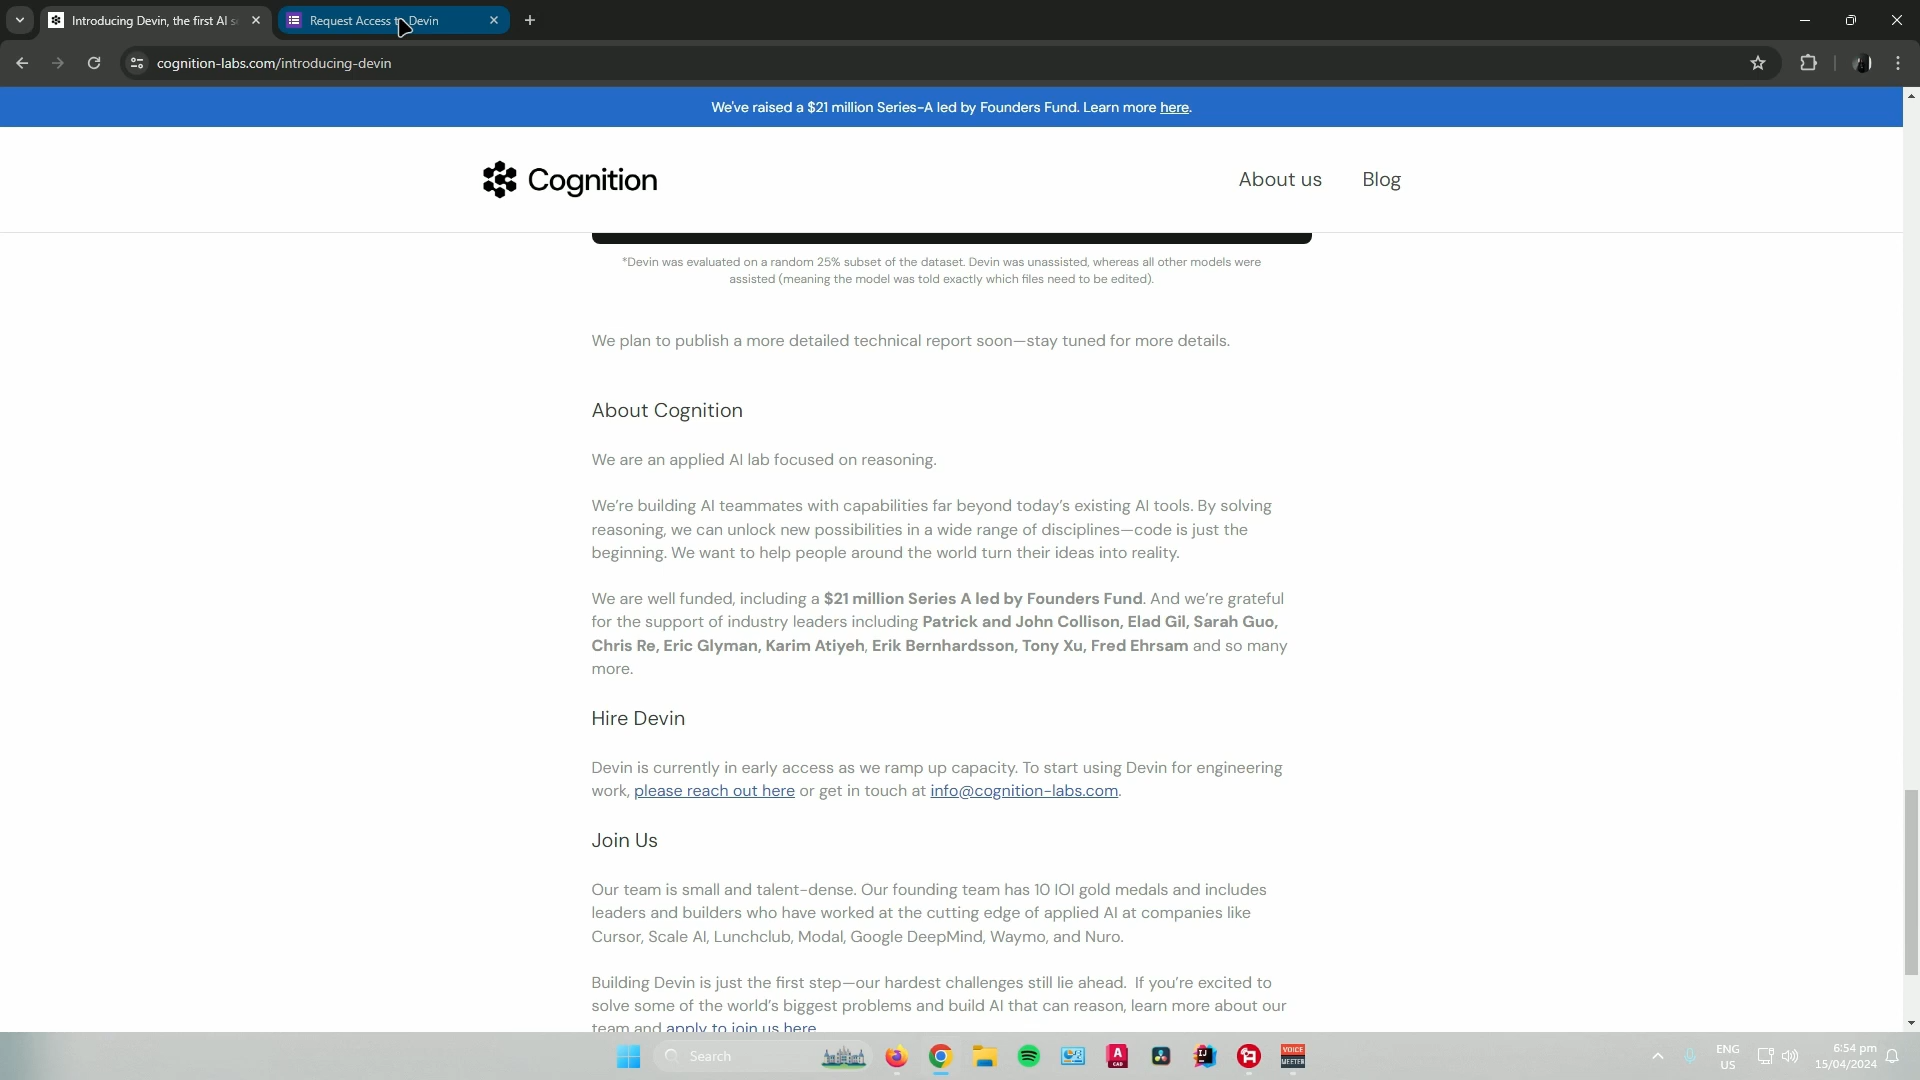 Introducing Devin, the first AI s
Request Access to Devin
cognition-labs.com/introducing-devin
We've raised a $21 million Series-A led by Founders Fund. Learn more here.
Cognition
About us
Blog
*Devin was evaluated on a random 25% subset of the dataset. Devin was unassisted, whereas all other models were
assisted (meaning the model was told exactly which files need to be edited).
We plan to publish a more detailed technical report soon—stay tuned for more details.
About Cognition
We are an applied AI lab focused on reasoning.
We're building AI teammates with capabilities far beyond today's existing AI tools. By solving
reasoning, we can unlock new possibilities in a wide range of disciplines—code is just the
beginning. We want to help people around the world turn their ideas into reality.
We are well funded, including a $21 million Series A led by Founders Fund. And we're grateful
for the support of industry leaders including Patrick and John Collison, Elad Gil, Sarah Guo,
Chris Re, Eric Glyman, Karim Atiyeh, Erik Bernhardsson, Tony Xu, Fred Ehrsam and so many
more.
Hire Devin
Devin is currently in early access as we ramp up capacity. To start using Devin for engineering
work, please reach out here or get in touch at info@cognition-labs.com.
Join Us
Our team is small and talent-dense. Our founding team has 10 IOI gold medals and includes
leaders and builders who have worked at the cutting edge of applied AI at companies like
Cursor, Scale AI, Lunchclub, Modal, Google DeepMind, Waymo, and Nuro.
Building Devin is just the first step—our hardest challenges still lie ahead. If you're excited to
solve some of the world's biggest problems and build AI that can reason, learn more about our
team and apply to join us here
Search
VOICE
MEETER
ENG
US
6:54 pm
15/04/2024